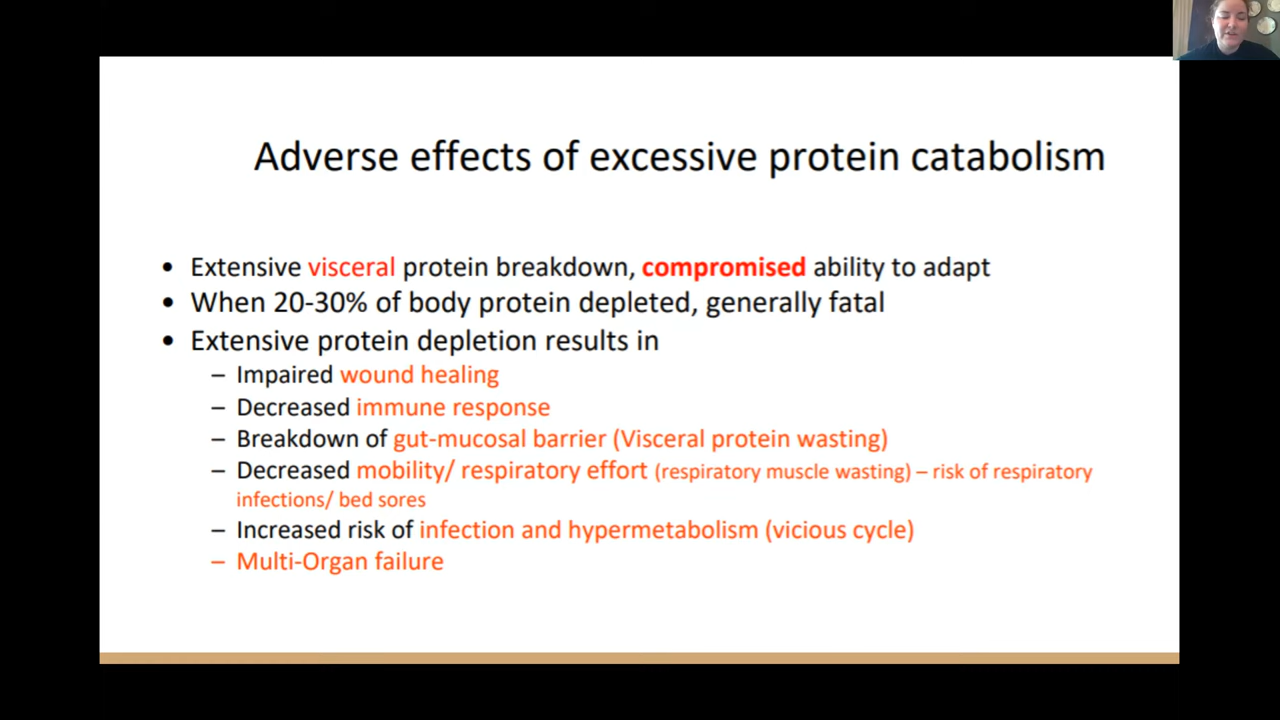 Adverse effects of excessive protein catabolism
• Extensive visceral protein breakdown, compromised ability to adapt
• When 20-30% of body protein depleted, generally fatal
• Extensive protein depletion results in
– Impaired wound healing
– Decreased immune response
– Breakdown of gut-mucosal barrier (Visceral protein wasting)
– Decreased mobility/ respiratory effort (respiratory muscle wasting) – risk of respiratory
infections/ bed sores
– Increased risk of infection and hypermetabolism (vicious cycle)
– Multi-Organ failure